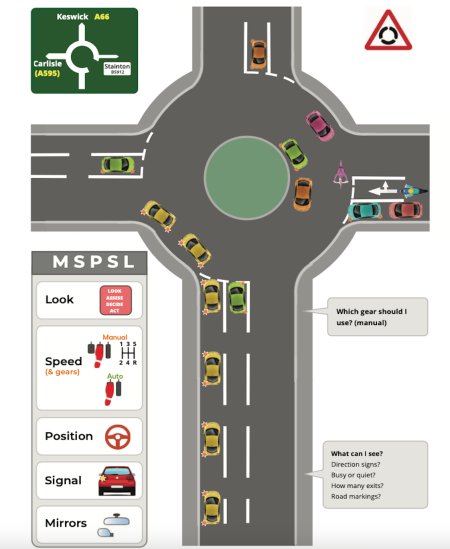 Keswick A66
Carlisle
(A595)
Stainton
B5912
MSPSL
Look
LOOK
ASSESS
DECIDE
ACT
Speed
(& gears)
Manual
1 3 5
2 4 R
Auto
Position
Signal
Mirrors
Which gear should I
use? (manual)
What can I see?
Direction signs?
Busy or quiet?
How many exits?
Road markings?